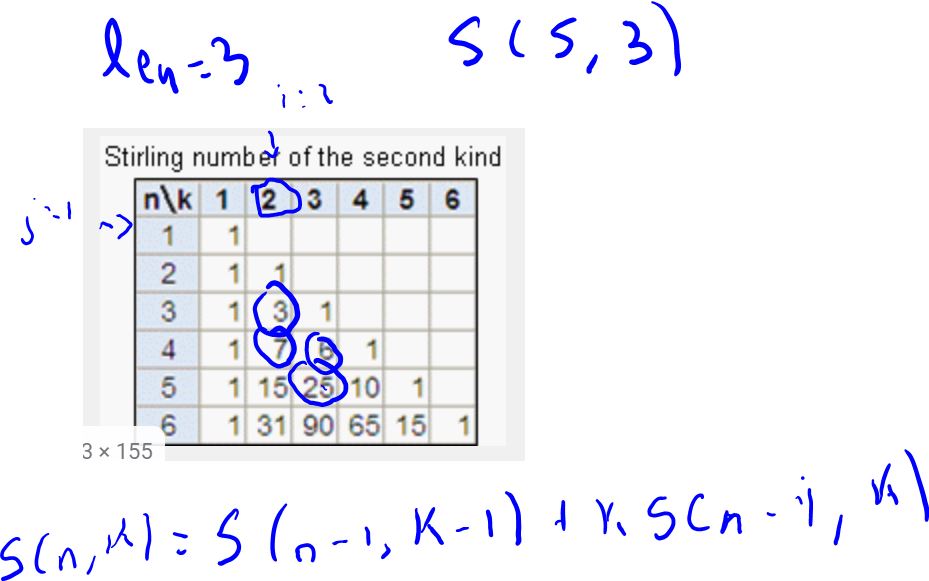 len=3 S(5,3)
i=2
Stirling number of the second kind
n\k 1 2 3 4 5 6
j=1
1 1
2 1 1
3 1 3 1
4 1 7 6 1
5 1 15 25 10 1
6 1 31 90 65 15 1
3 × 155
S(n,k)=S(n-1,K-1)+k S(n-1,k)